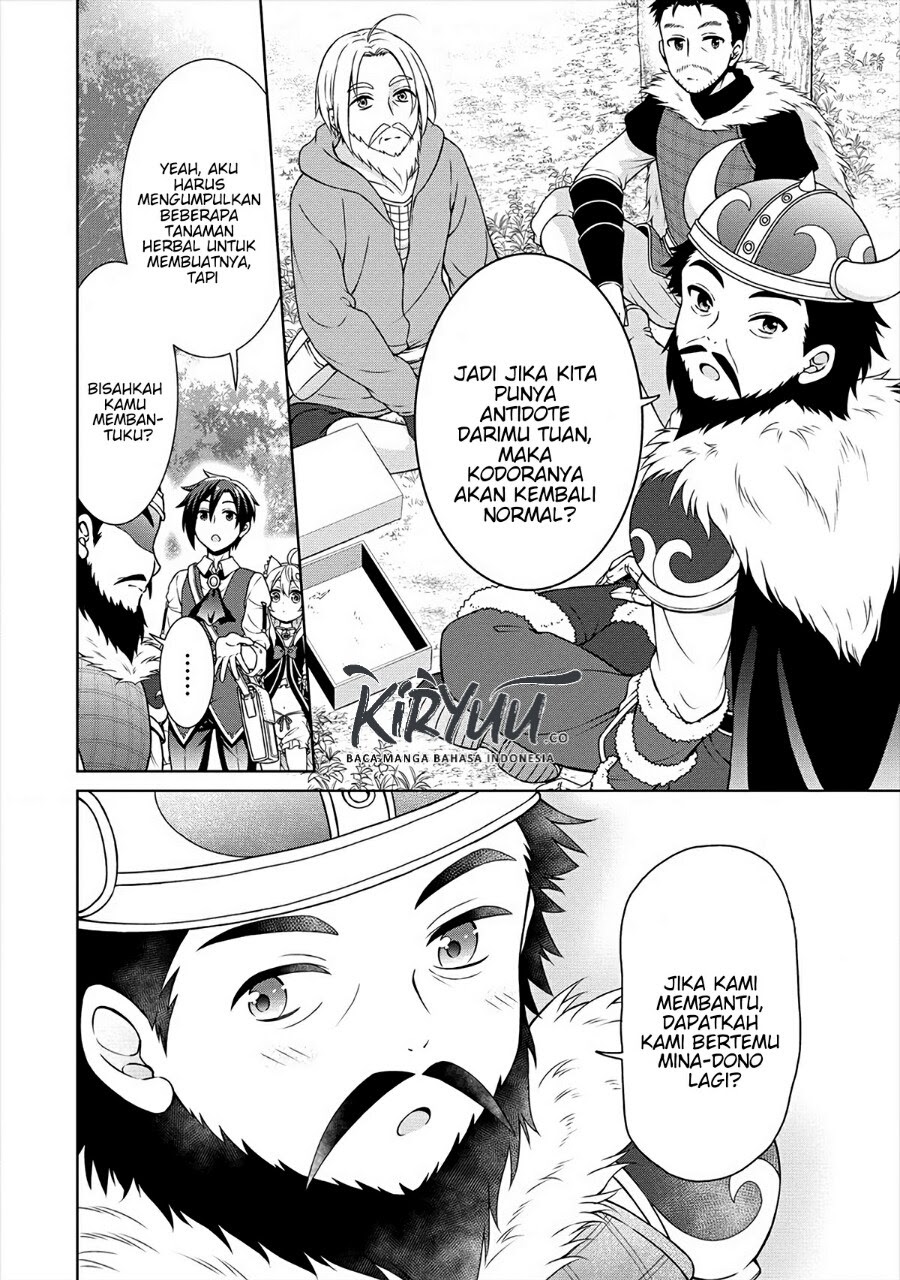 JADI JIKA KITA
PUNYA
ANTIDOTE
DARIMU TUAN,
MAKA
KODORANYA
AKAN KEMBALI
NORMAL?
YEAH, AKU
HARUS
MENGUMPULKAN
BEBERAPA
TANAMAN
HERBAL UNTUK
MEMBUATNYA,
TAPI
BISAHKAH
KAMU
MEMBAN-
TUKU?
......
KIRYUU.CO
BACA MANGA BAHASA INDONESIA
JIKA KAMI
MEMBANTU,
DAPATKAH
KAMI BERTEMU
MINA-DONO
LAGI?